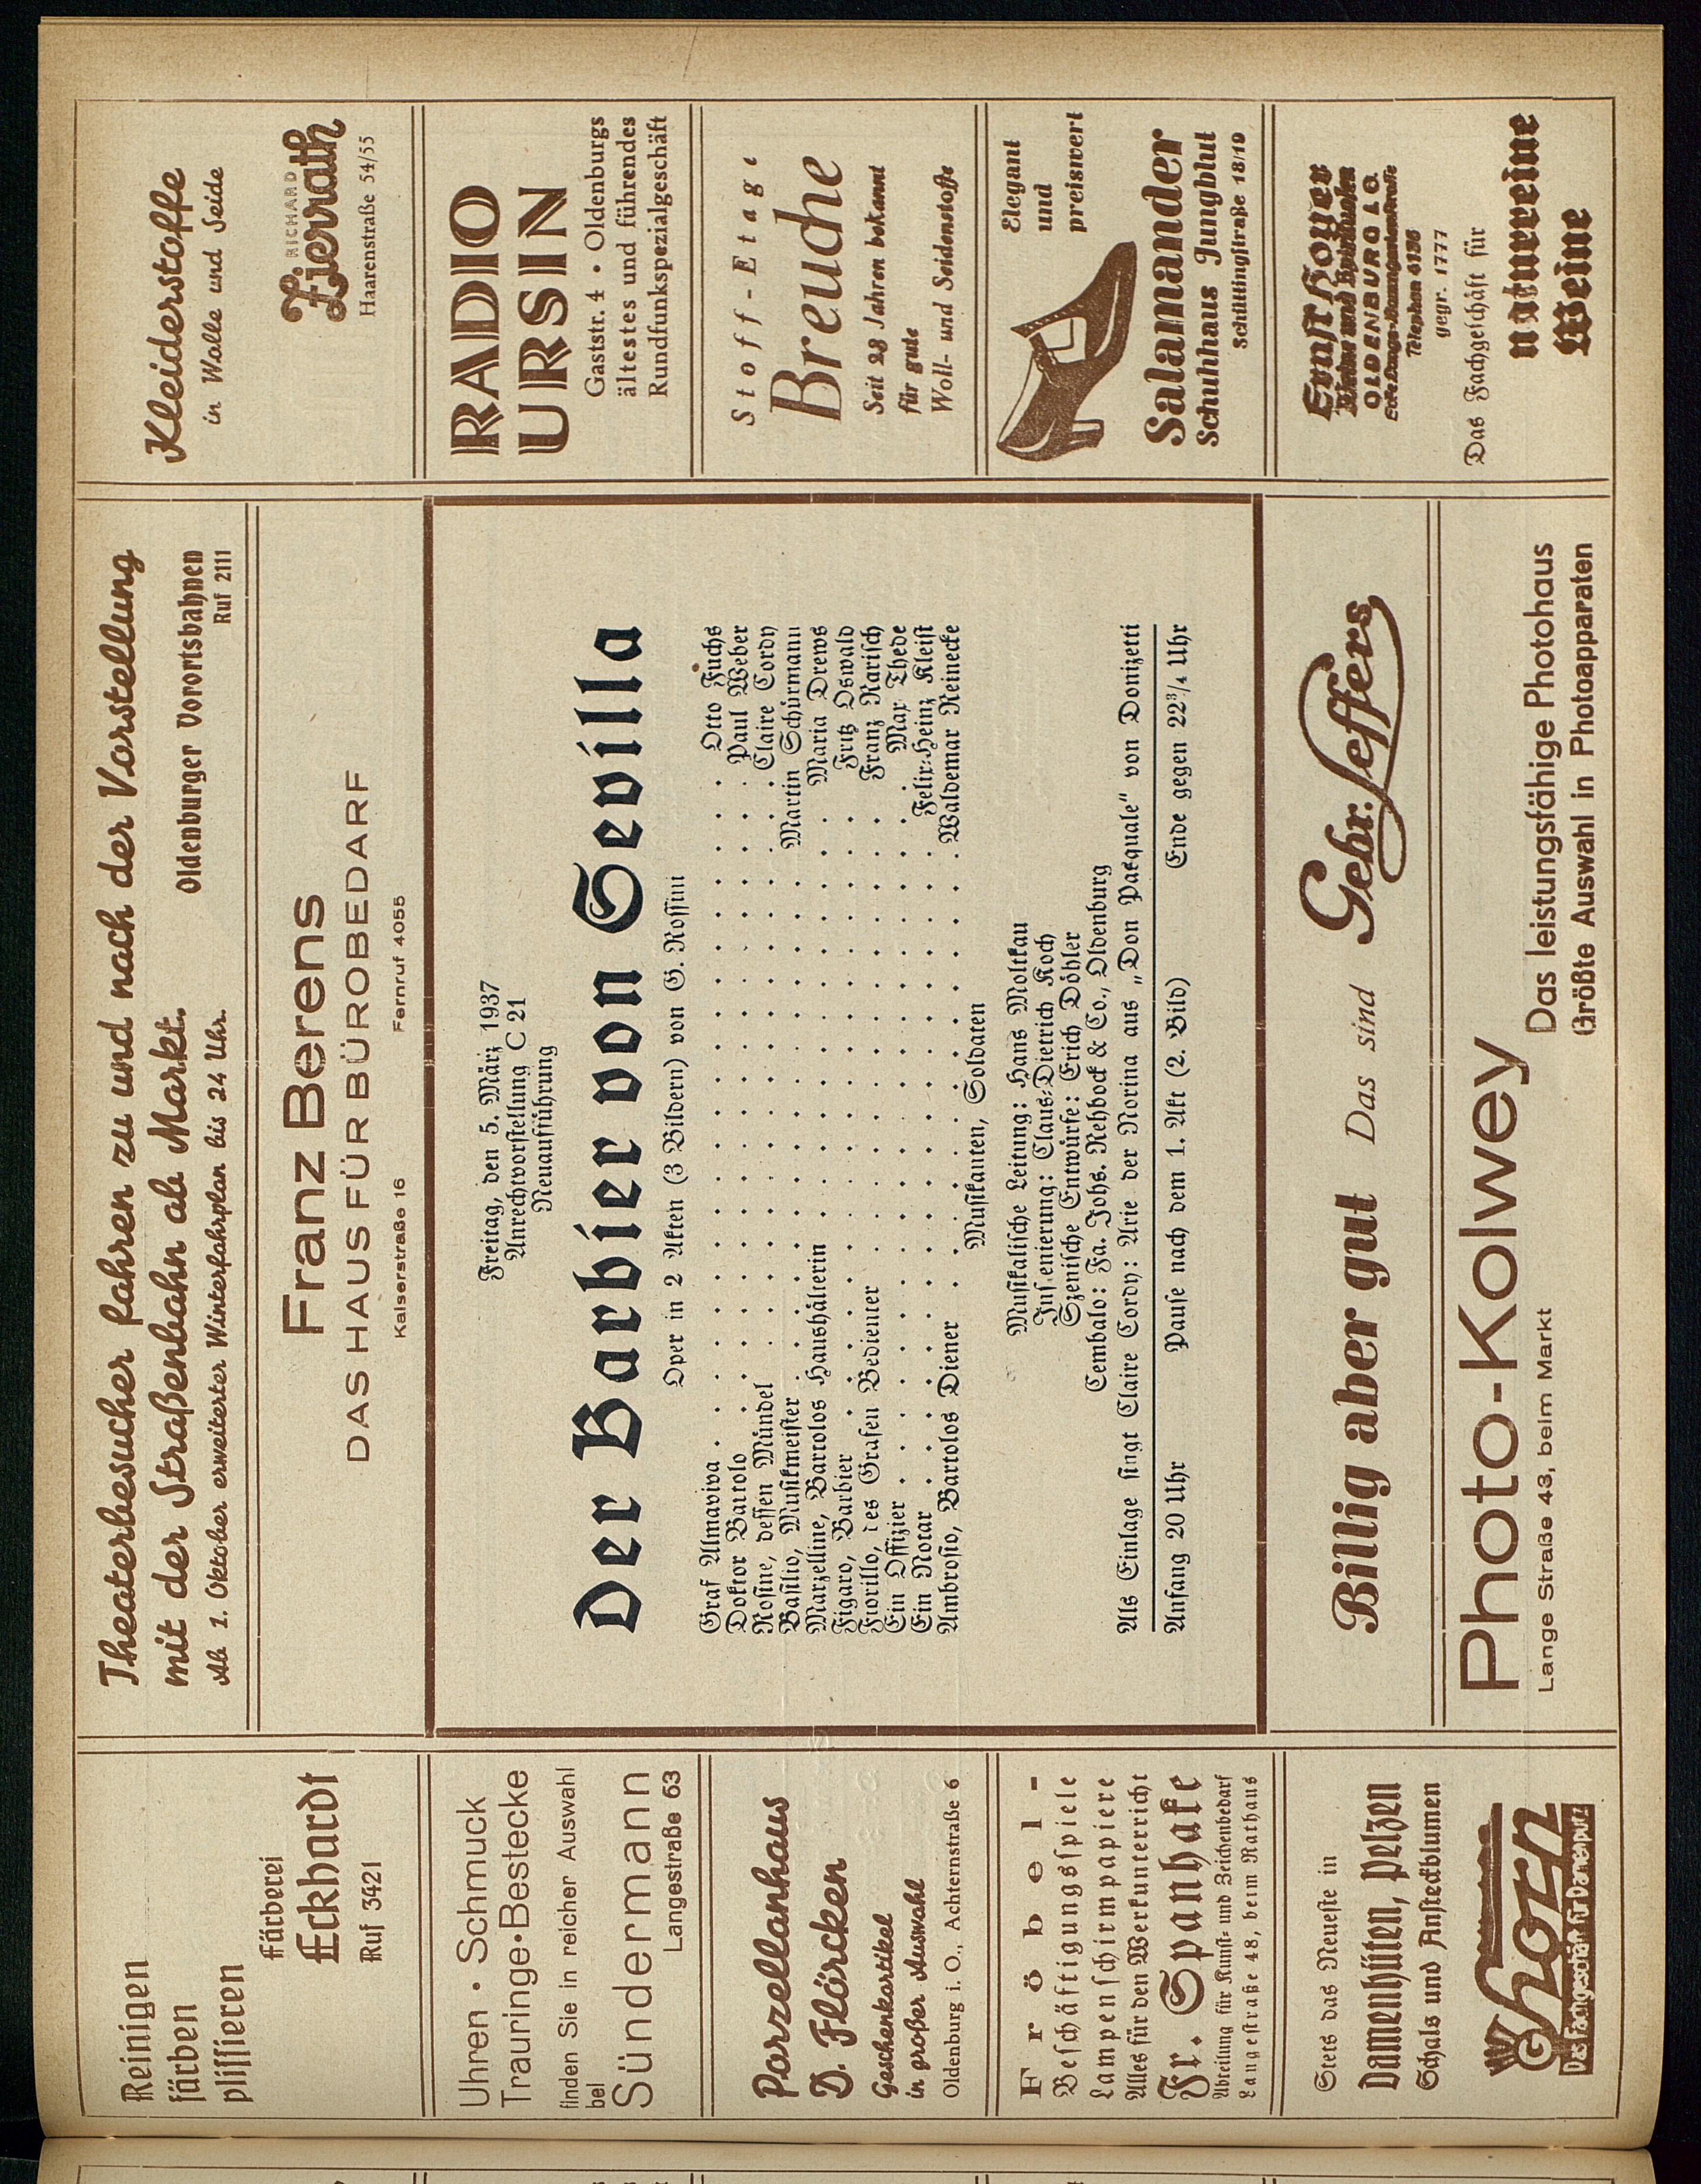 Reinigen
färben
plissieren
Färberei
Eckhardt
Ruf 3421
Uhren · Schmuck
Trauringe·Bestecke
finden Sie in reicher Auswahl
bei
Sündermann
Langestraße 63
Porzellanhaus
D. Flörcken
Geschenkartikel
in großer Auswahl
Oldenburg i. O., Achternstraße 6
Fröbel-
Beschäftigungsspiele
Lampenschirmpapiere
Alles für den Werkunterricht
Fr. Spanhake
Abteilung für Kunst- und Zeichenbedarf
Langestraße 48, beim Rathaus
Stets das Neueste in
Damenhüten, Pelzen
Schals und Ansteckblumen
G Horn
Das Fachgeschäft für Damenputz
Theaterbesucher fahren zu und nach der Vorstellung
mit der Straßenbahn ab Markt. Oldenburger Vorortsbahnen
Ab 1. Oktober erweiterter Winterfahrplan bis 24 Uhr. Ruf 2111
Franz Berens
DAS HAUS FÜR BÜROBEDARF
Kaiserstraße 16 Fernruf 4055
Freitag, den 5. März 1937
Anrechtvorstellung C 21
Neuaufführung
Der Barbier von Sevilla
Oper in 2 Akten (3 Bildern) von G. Rossini
Graf Almaviva . . . . . Otto Fuchs
Doktor Bartolo . . . . . Paul Weber
Rosine, dessen Mündel . . . . . Claire Cordy
Basilio, Musikmeister . . . . . Martin Schürmann
Marzelline, Bartolos Haushälterin . . . . . Maria Drews
Figaro, Barbier . . . . . Fritz Oswald
Fiorillo, des Grafen Bedienter . . . . . Franz Rarisch
Ein Offizier . . . . . Max Thede
Ein Notar . . . . . Felix-Heinz Kleist
Ambrosio, Bartolos Diener . . . . . Waldemar Reinecke
Musikanten, Soldaten
Musikalische Leitung: Hans Moltkau
Inszenierung: Claus-Dietrich Koch
Szenische Entwürfe: Erich Döhler
Cembalo: Fa. Johs. Rehbock & Co., Oldenburg
Als Einlage singt Claire Cordy: Arie der Norina aus „Don Pasquale“ von Donizetti
Anfang 20 Uhr Pause nach dem 1. Akt (2. Bild) Ende gegen 22¾ Uhr
Billig aber gut Das sind Gebr. Leffers
Photo-Kolwey
Lange Straße 43, beim Markt
Das leistungsfähige Photohaus
Größte Auswahl in Photoapparaten
Kleiderstoffe
in Wolle und Seide
RICHARD
Zierrath
Haarenstraße 54/55
RADIO
URSIN
Gaststr. 4 · Oldenburgs
ältestes und führendes
Rundfunkspezialgeschäft
Stoff-Etage
Breuche
Seit 28 Jahren bekannt
für gute
Woll- und Seidenstoffe
Elegant
und
preiswert
Salamander
Schuhhaus Jungblut
Schüttingstraße 18/19
Ernst Hoyer
OLDENBURG I.O.
Telephon 4136
gegr. 1777
Das Fachgeschäft für
naturreine
Weine